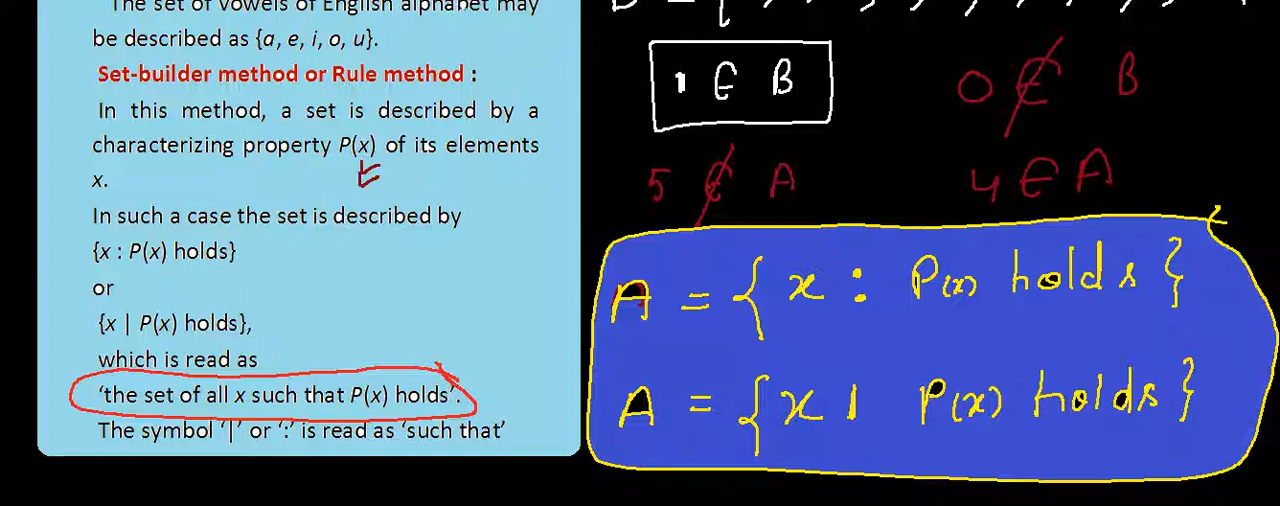 The set of vowels of English alphabet may
be described as {a, e, i, o, u}.
Set-builder method or Rule method :
In this method, a set is described by a
characterizing property P(x) of its elements
x.
In such a case the set is described by
{x : P(x) holds}
or
{x | P(x) holds},
which is read as
‘the set of all x such that P(x) holds’.
The symbol ‘|’ or ‘:’ is read as ‘such that’
1 ∈ B
0 ∉ B
5 ∉ A
4 ∈ A
A = { x : P(x) holds }
A = { x | P(x) holds }